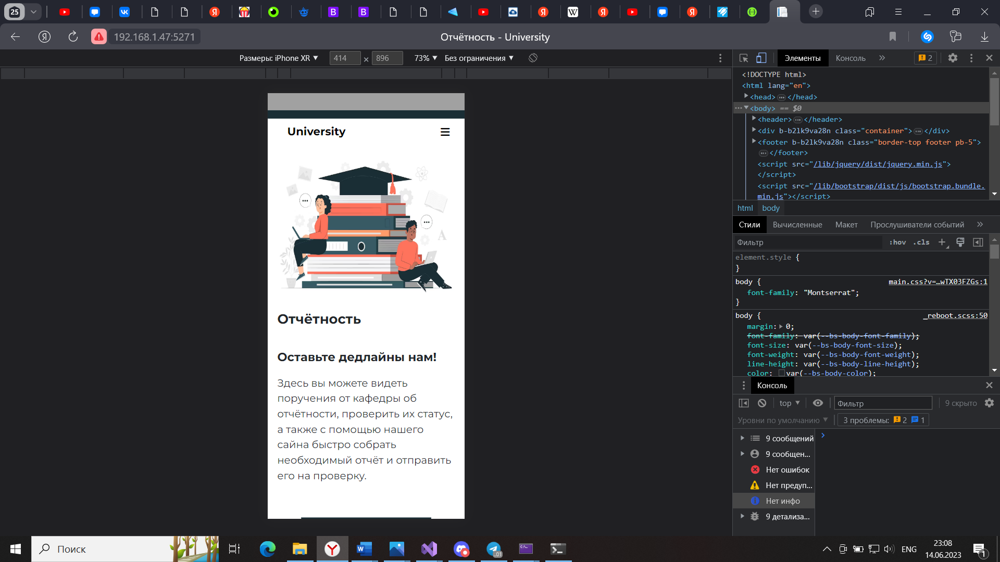 25
192.168.1.47:5271
Отчётность - University
Размеры: iPhone XR
414
×
896
73%
Без ограничения
Элементы
Консоль
2
<!DOCTYPE html>
<html lang="en">
<head>…</head>
<body> == $0
<header>…</header>
<div b-b2lk9va28n class="container">…</div>
<footer b-b2lk9va28n class="border-top footer pb-5">
…</footer>
<script src="/lib/jquery/dist/jquery.min.js">
</script>
<script src="/lib/bootstrap/dist/js/bootstrap.bundle.
min.js"></script>
html body
Стили
Вычисленные
Макет
Прослушиватели событий
Фильтр
:hov .cls
element.style {
}
body {
main.css?v=…wTX03FZGs:1
font-family: "Montserrat";
}
body {
_reboot.scss:50
margin: 0;
font-family: var(--bs-body-font-family);
font-size: var(--bs-body-font-size);
font-weight: var(--bs-body-font-weight);
line-height: var(--bs-body-line-height);
color: var(--bs-body-color);
Консоль
top
Фильтр
9 скрыто
Уровни по умолчанию
3 проблемы: 2 1
9 сообщений
9 сообщен...
Нет ошибок
Нет предуп...
Нет инфо
9 детализа...
University
Отчётность
Оставьте дедлайны нам!
Здесь вы можете видеть
поручения от кафедры об
отчётности, проверить их статус,
а также с помощью нашего
сайна быстро собрать
необходимый отчёт и отправить
его на проверку.
Поиск
ENG
23:08
14.06.2023
1